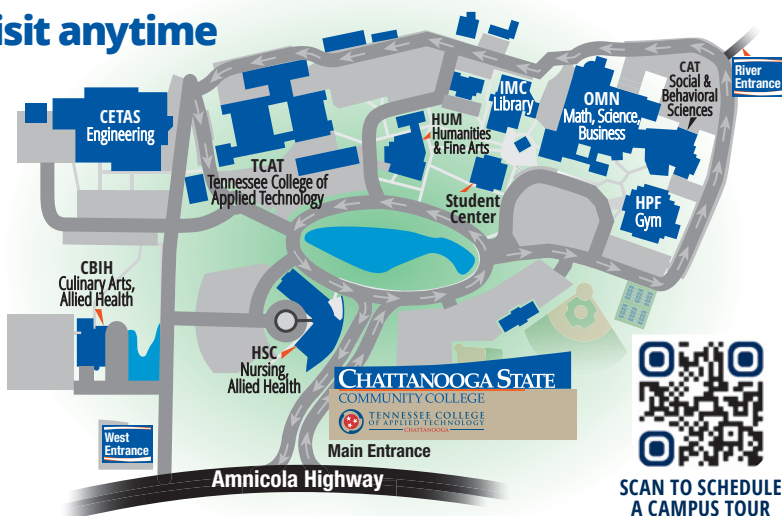 isit anytime
CETAS
Engineering
TCAT
Tennessee College of
Applied Technology
HUM
Humanities
& Fine Arts
IMC
Library
OMN
Math, Science,
Business
CAT
Social &
Behavioral
Sciences
River
Entrance
Student
Center
HPF
Gym
CBIH
Culinary Arts,
Allied Health
HSC
Nursing,
Allied Health
CHATTANOOGA STATE
COMMUNITY COLLEGE
TENNESSEE COLLEGE
OF APPLIED TECHNOLOGY
CHATTANOOGA
West
Entrance
Main Entrance
Amnicola Highway
SCAN TO SCHEDULE
A CAMPUS TOUR